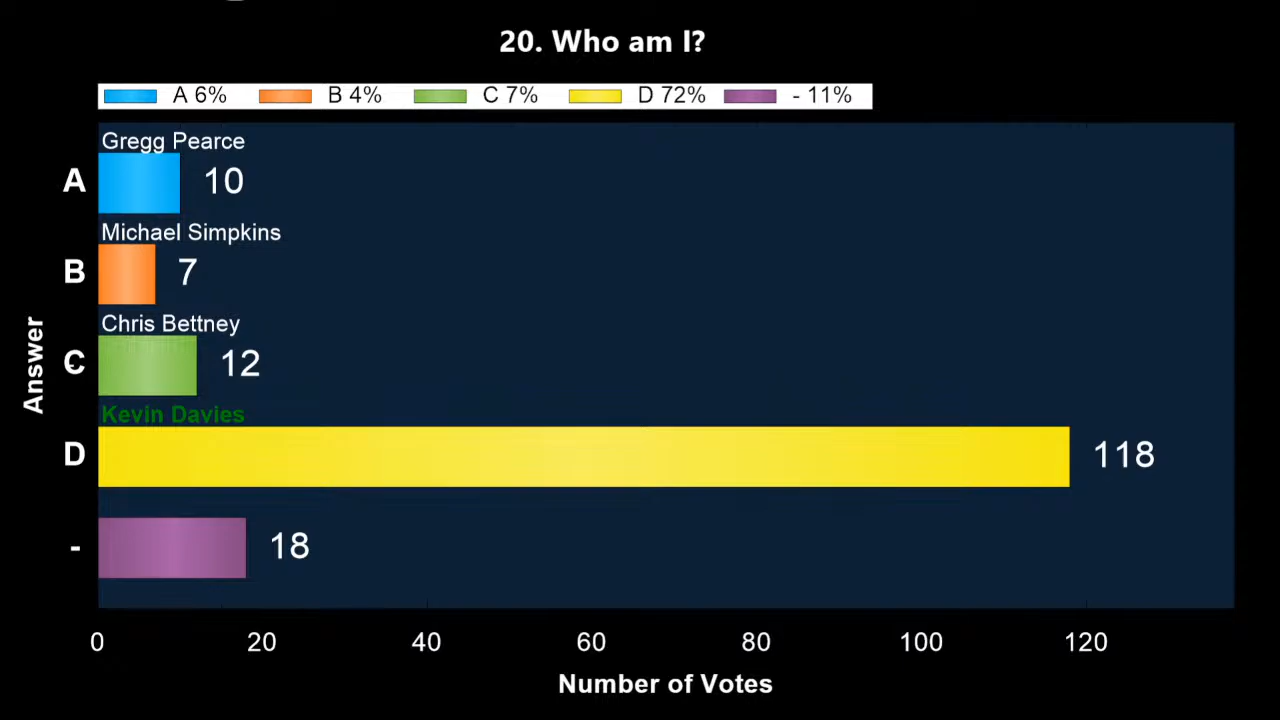 20. Who am I?
A 6% B 4% C 7% D 72% - 11%
Gregg Pearce
A 10
Michael Simpkins
B 7
Chris Bettney
C 12
Kevin Davies
D 118
- 18
Answer
0 20 40 60 80 100 120
Number of Votes